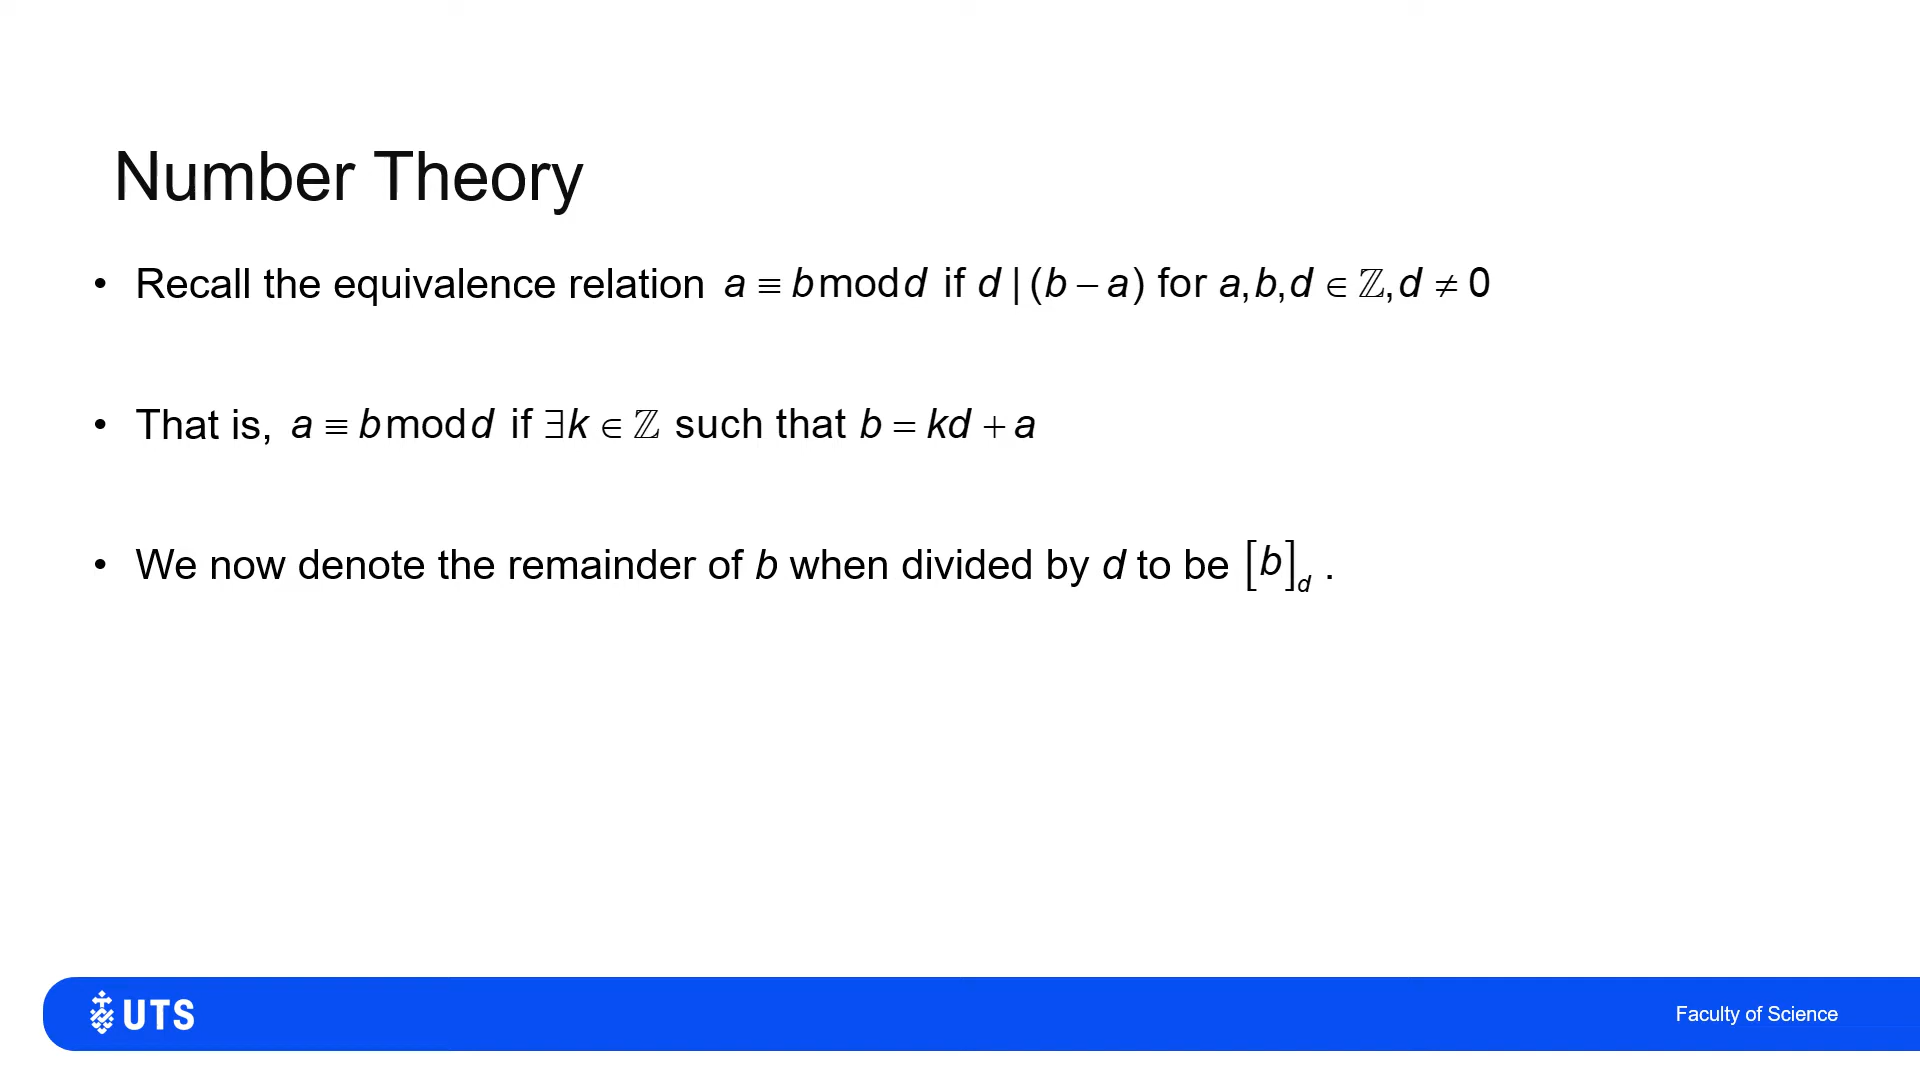 Number Theory
• Recall the equivalence relation a ≡ b mod d if d | (b − a) for a,b,d ∈ ℤ, d ≠ 0
• That is, a ≡ b mod d if ∃k ∈ ℤ such that b = kd + a
• We now denote the remainder of b when divided by d to be [b]_d .
UTS
Faculty of Science